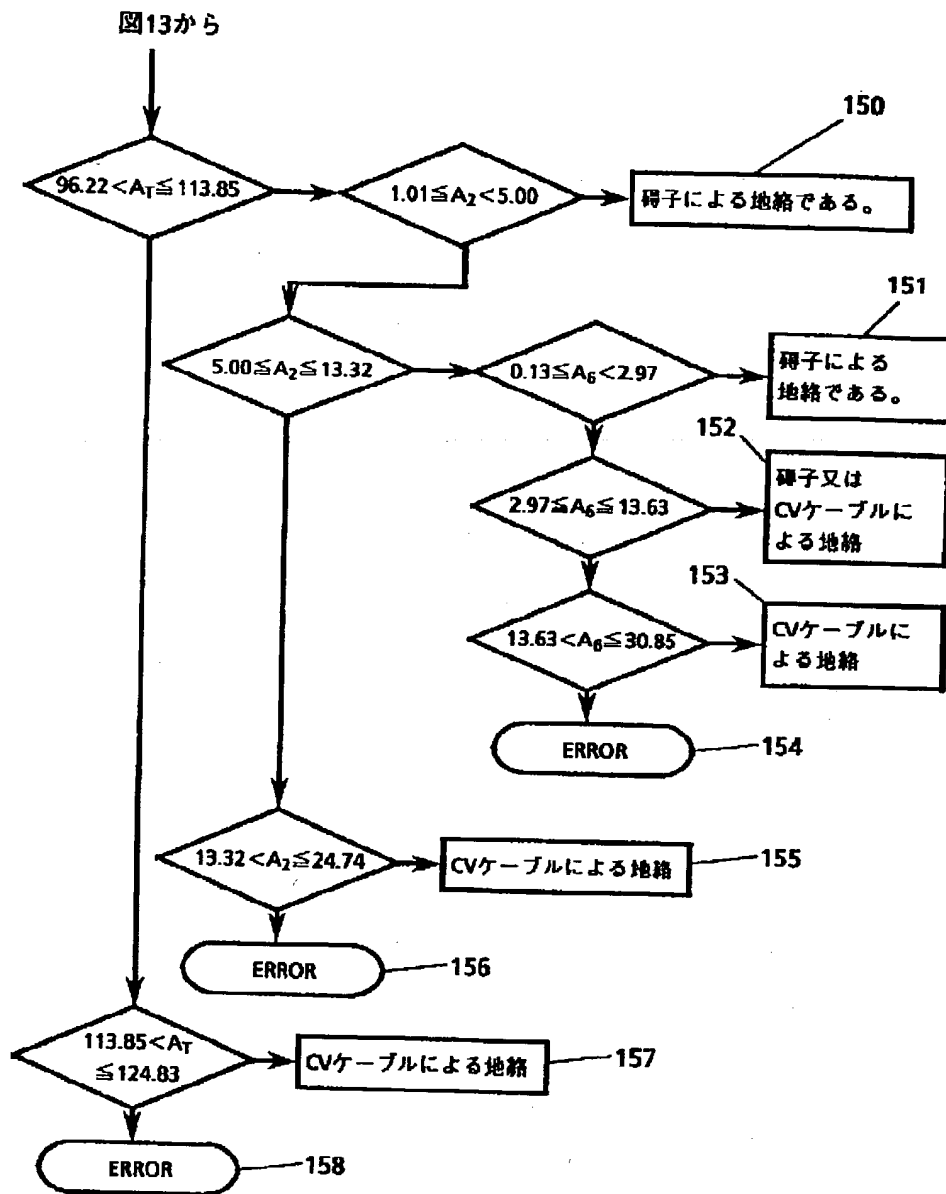 図13から
150
96.22<A_T≦113.85
1.01≦A_2<5.00
碍子による地絡である。
151
5.00≦A_2≦13.32
0.13≦A_6<2.97
碍子による
地絡である。
152
2.97≦A_6≦13.63
碍子又は
CVケーブルに
よる地絡
153
13.63<A_6≦30.85
CVケーブルに
よる地絡
ERROR
154
13.32<A_2≦24.74
CVケーブルによる地絡
155
ERROR
156
113.85<A_T
≦124.83
CVケーブルによる地絡
157
ERROR
158